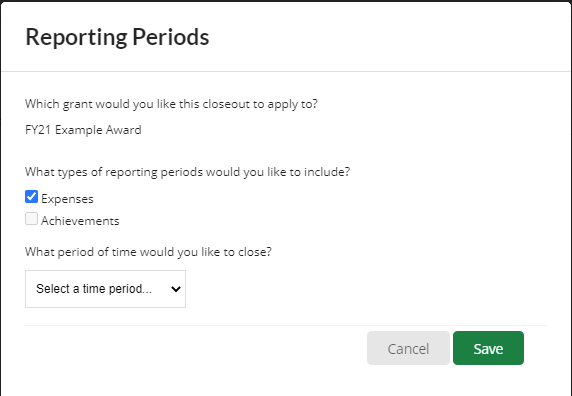 Reporting Periods
Which grant would you like this closeout to apply to?
FY21 Example Award
What types of reporting periods would you like to include?
Expenses
Achievements
What period of time would you like to close?
Select a time period...
Cancel Save